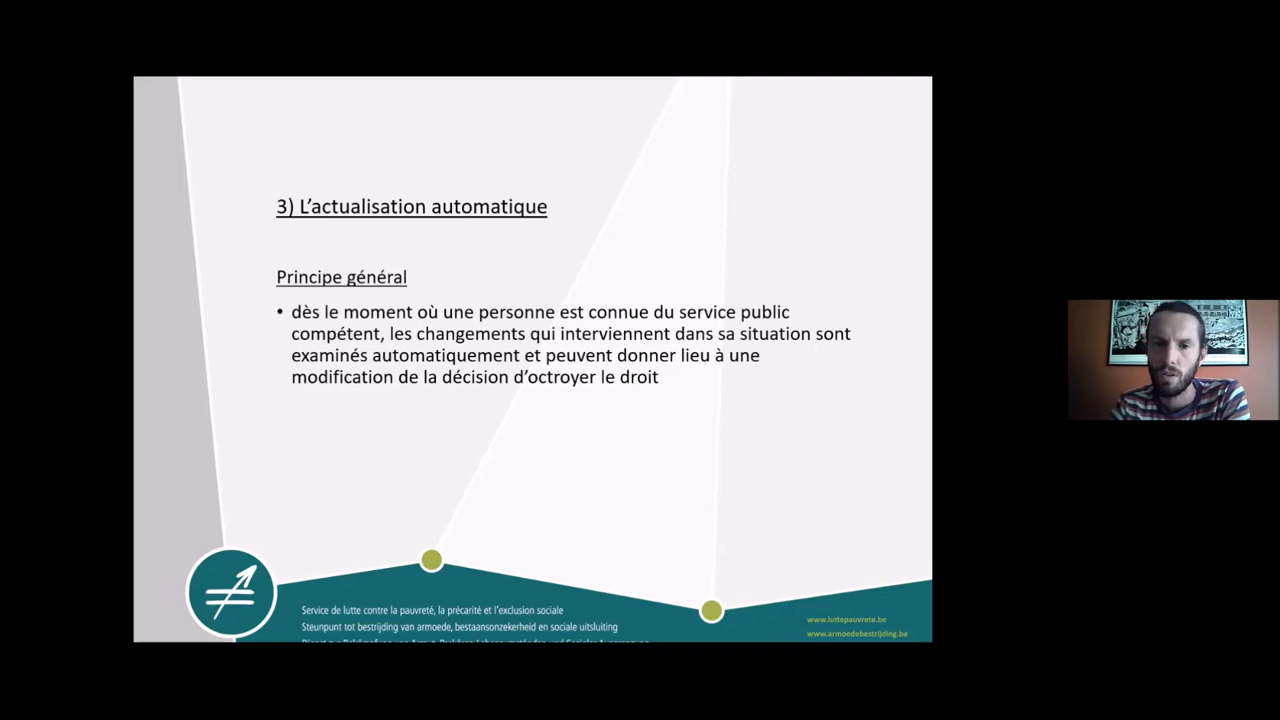 3) L’actualisation automatique
Principe général
• dès le moment où une personne est connue du service public
compétent, les changements qui interviennent dans sa situation sont
examinés automatiquement et peuvent donner lieu à une
modification de la décision d’octroyer le droit
Service de lutte contre la pauvreté, la précarité et l’exclusion sociale
Steunpunt tot bestrijding van armoede, bestaansonzekerheid en sociale uitsluiting
www.luttepauvrete.be
www.armoedebestrijding.be